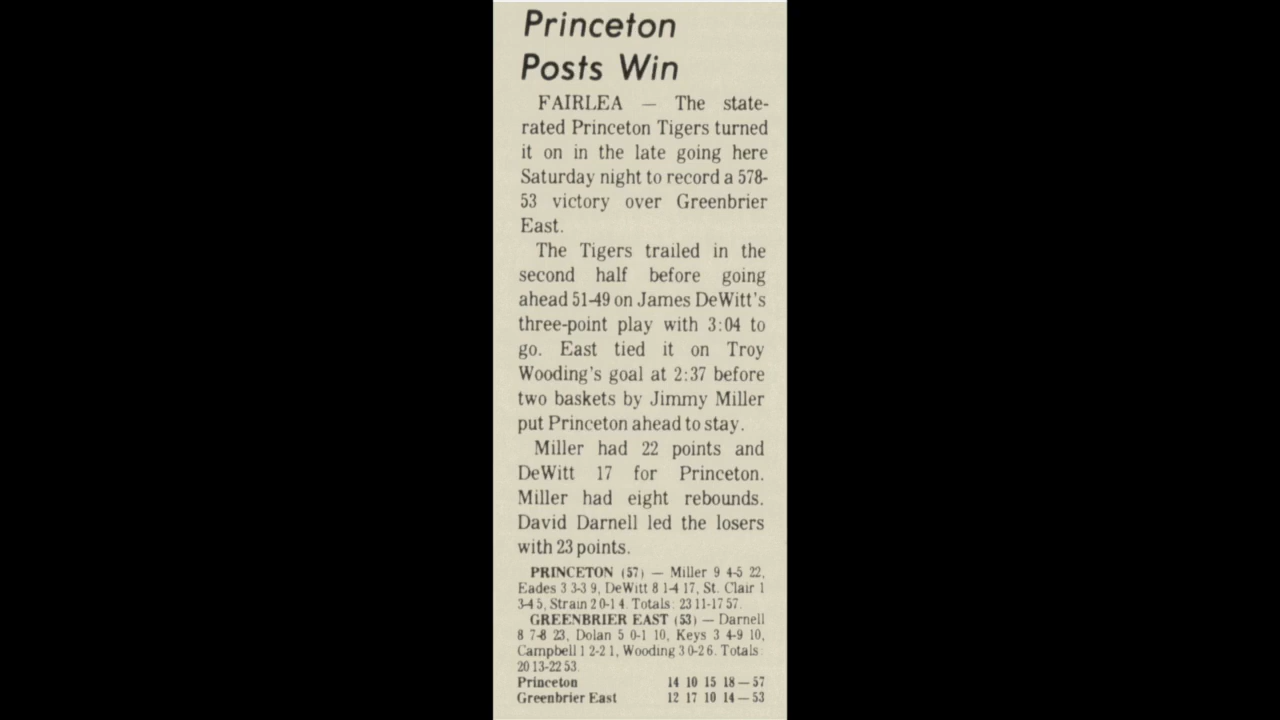 Princeton
Posts Win
FAIRLEA — The state-
rated Princeton Tigers turned
it on in the late going here
Saturday night to record a 578-
53 victory over Greenbrier
East.
The Tigers trailed in the
second half before going
ahead 51-49 on James DeWitt's
three-point play with 3:04 to
go. East tied it on Troy
Wooding's goal at 2:37 before
two baskets by Jimmy Miller
put Princeton ahead to stay.
Miller had 22 points and
DeWitt 17 for Princeton.
Miller had eight rebounds.
David Darnell led the losers
with 23 points.
PRINCETON (57) — Miller 9 4-5 22,
Eades 3 3-3 9, DeWitt 8 1-4 17, St. Clair 1
3-4 5, Strain 2 0-1 4. Totals: 23 11-17 57.
GREENBRIER EAST (53) — Darnell
8 7-8 23, Dolan 5 0-1 10, Keys 3 4-9 10,
Campbell 1 2-2 1, Wooding 3 0-2 6. Totals:
20 13-22 53.
Princeton 14 10 15 18 — 57
Greenbrier East 12 17 10 14 — 53